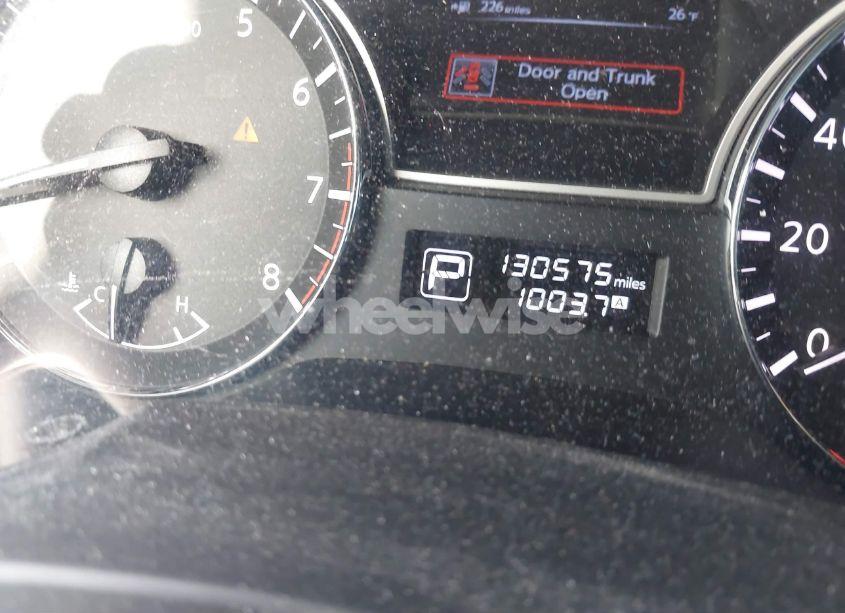 226 miles 26°F
Door and Trunk
Open
5
6
7
8
C H
P
130575 miles
1003.7 A
40
20
0
wheelwise